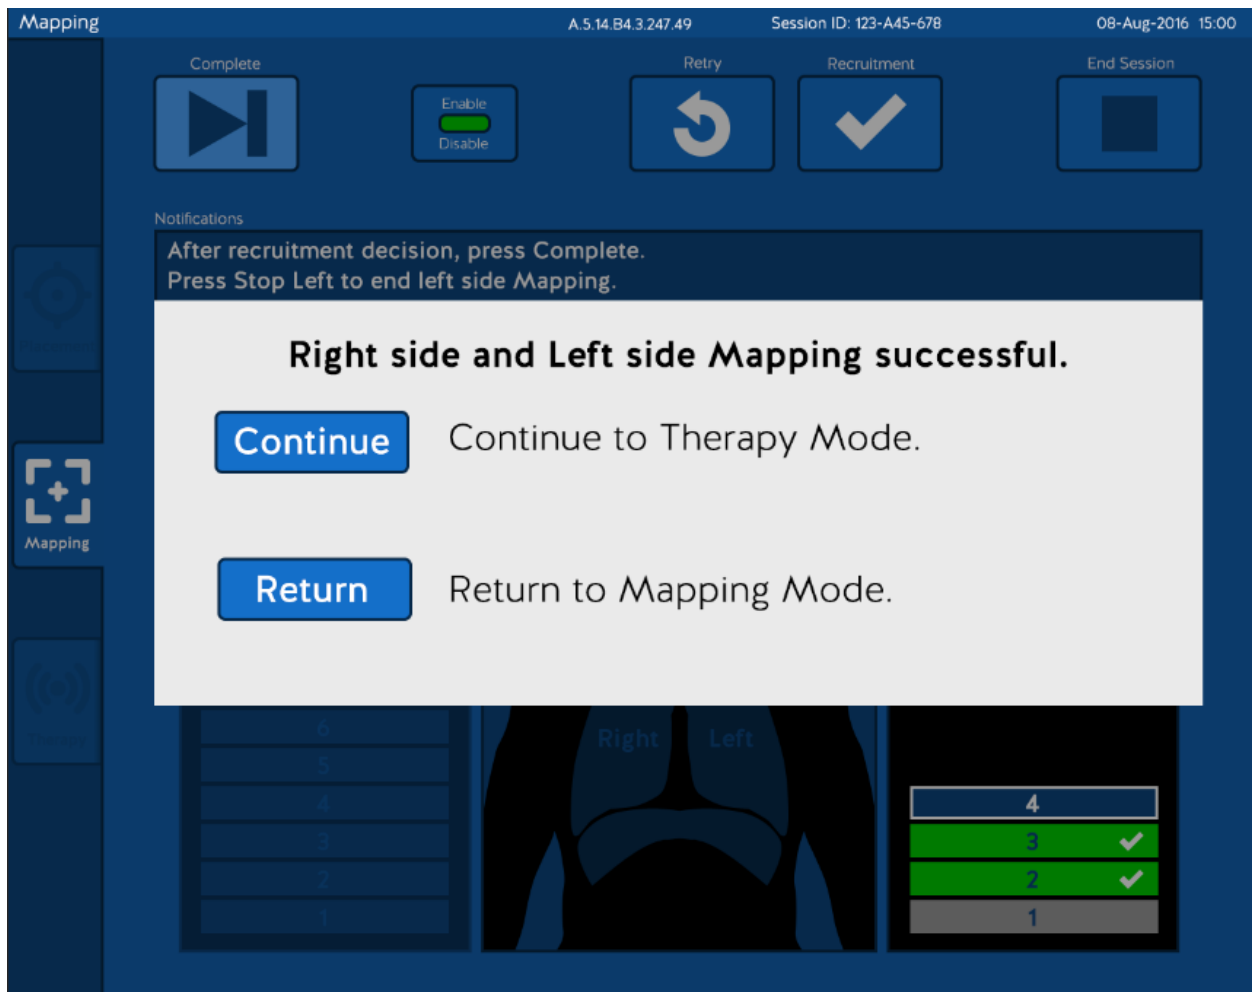 Mapping A.5.14.B4.3.247.49 Session ID: 123-A45-678 08-Aug-2016 15:00
Complete Retry Recruitment End Session
Enable
Disable
Notifications
After recruitment decision, press Complete.
Press Stop Left to end left side Mapping.
Placement
Right side and Left side Mapping successful.
Continue Continue to Therapy Mode.
Mapping
Return Return to Mapping Mode.
Therapy
6 Right Left
5
4 4
3 3
2 2
1 1